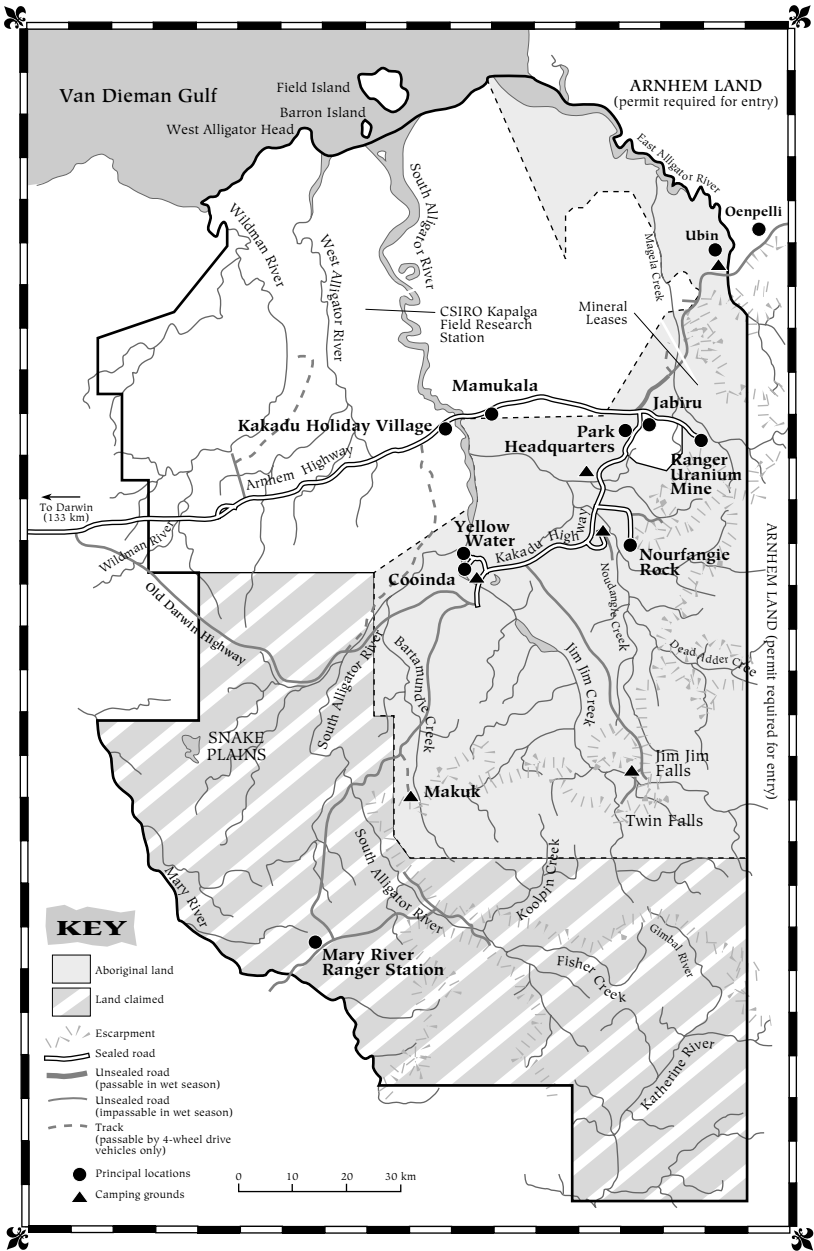 Van Dieman Gulf
Field Island
Barron Island
West Alligator Head
ARNHEM LAND
(permit required for entry)
East Alligator River
Oenpelli
Ubin
South Alligator River
Wildman River
West Alligator River
Magela Creek
CSIRO Kapalga
Field Research
Station
Mineral
Leases
Mamukala
Jabiru
Kakadu Holiday Village
Park
Headquarters
Ranger
Uranium
Mine
Arnhem Highway
To Darwin
(133 km)
Wildman River
Yellow
Water
Kakadu Highway
Nourfangie
Rock
Cooinda
Old Darwin Highway
Noudangie Creek
ARNHEM LAND (permit required for entry)
Dead Adder Cree
South Alligator River
Bartamundie Creek
Jim Jim Creek
SNAKE
PLAINS
Jim Jim
Falls
Makuk
Twin Falls
South Alligator River
Koolpin Creek
Mary River
Gimbal River
Mary River
Ranger Station
Fisher Creek
Katherine River
KEY
Aboriginal land
Land claimed
Escarpment
Sealed road
Unsealed road
(passable in wet season)
Unsealed road
(impassable in wet season)
Track
(passable by 4-wheel drive
vehicles only)
Principal locations
Camping grounds
0 10 20 30 km